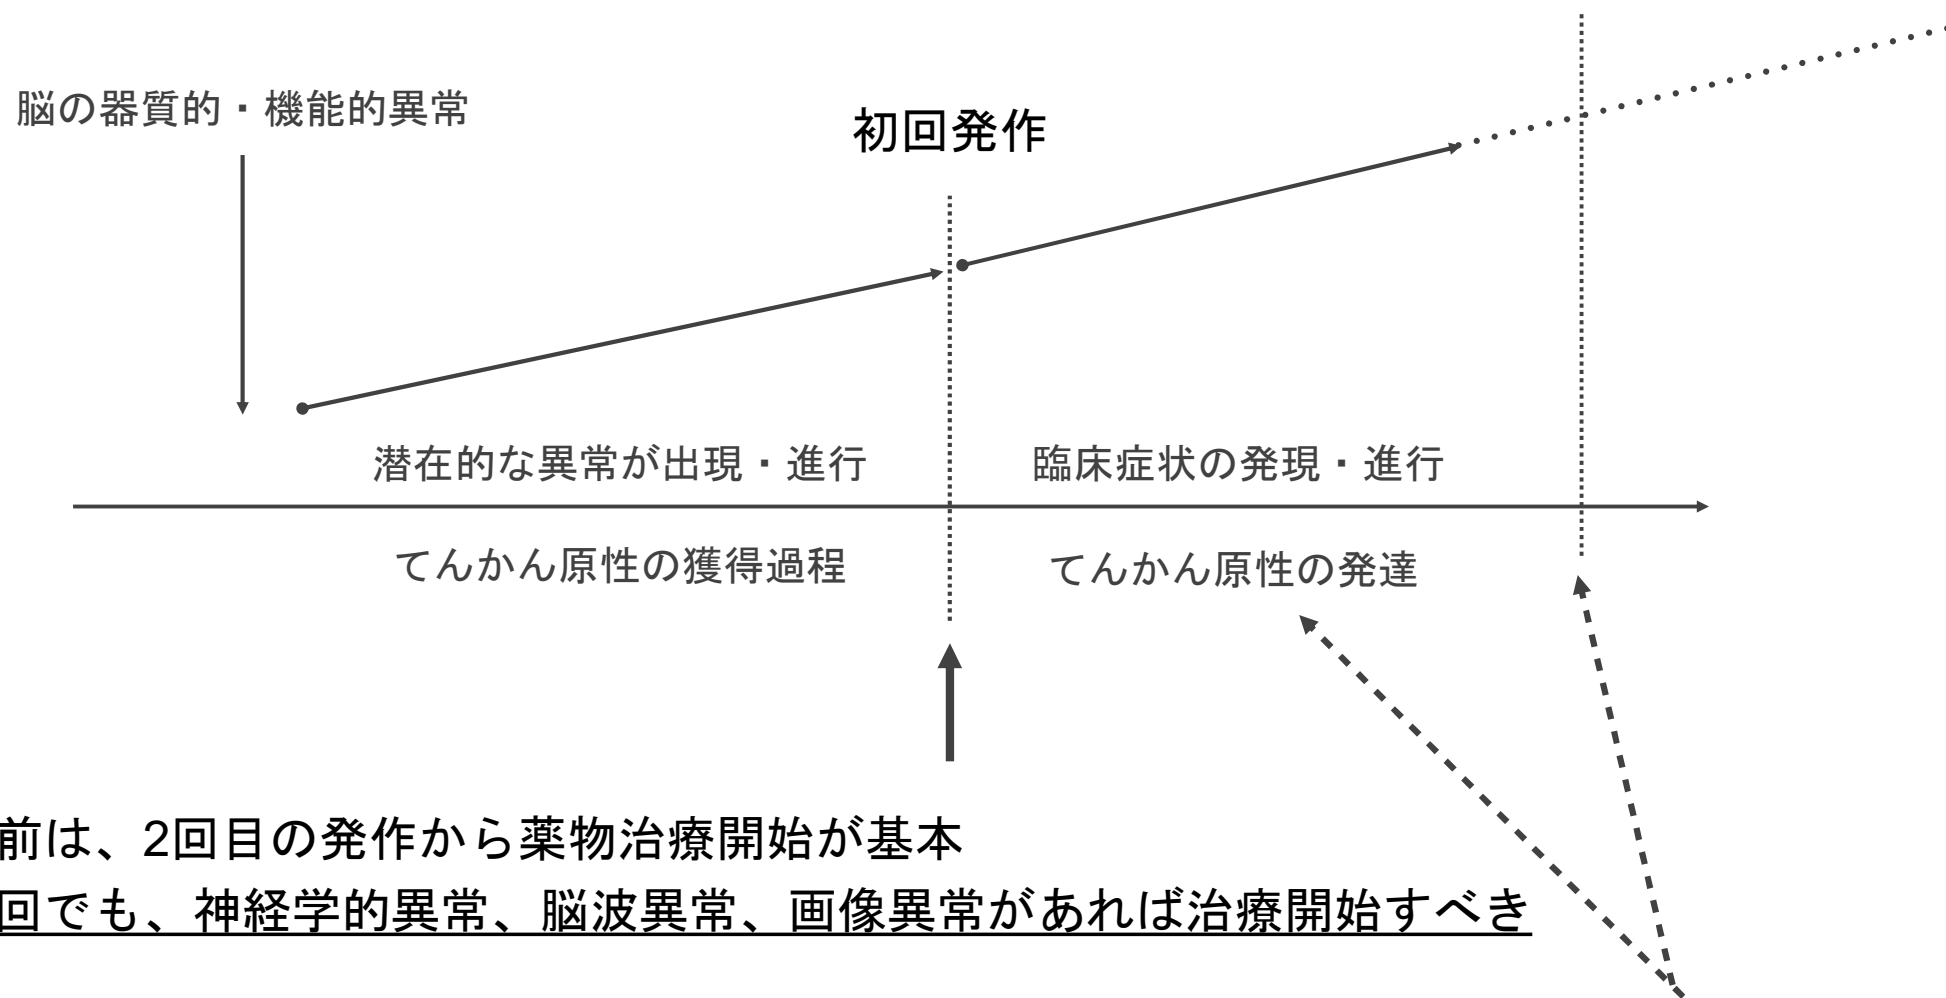 脳の器質的・機能的異常
初回発作
潜在的な異常が出現・進行
臨床症状の発現・進行
てんかん原性の獲得過程
てんかん原性の発達
前は、2回目の発作から薬物治療開始が基本
回でも、神経学的異常、脳波異常、画像異常があれば治療開始すべき